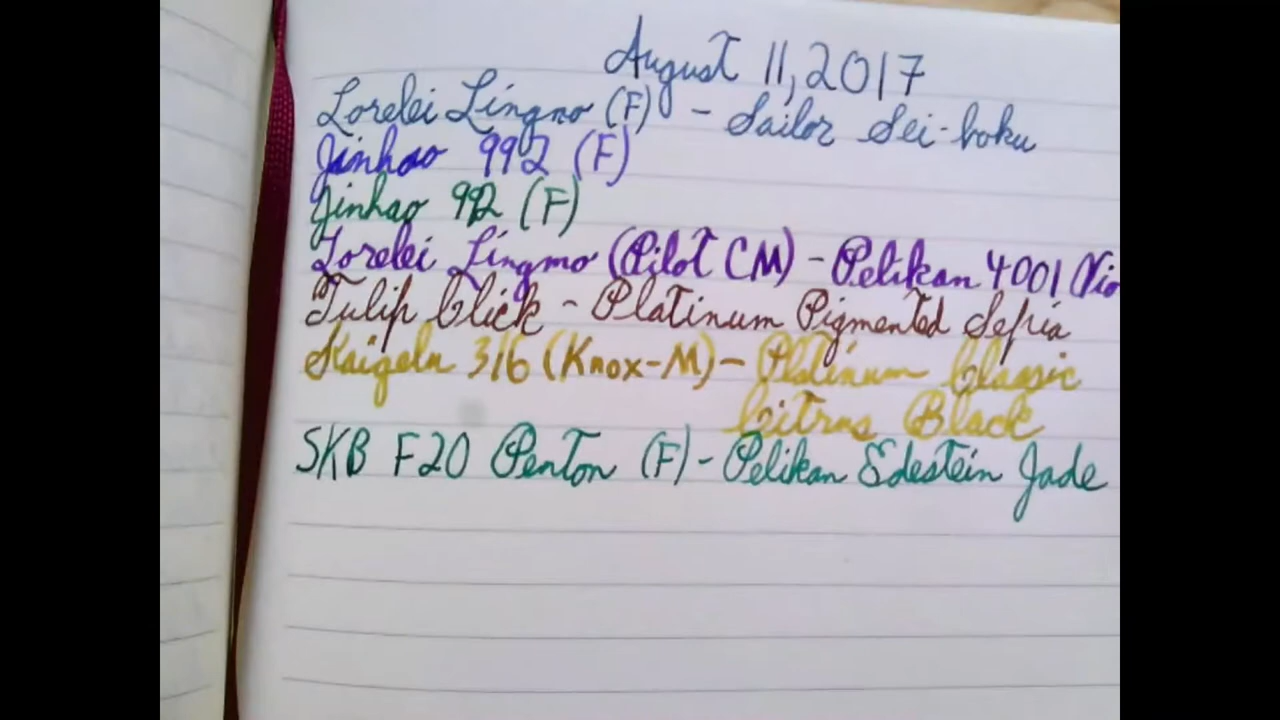 August 11, 2017
Lorelei Lingmo (F) - Sailor Sei-boku
Jinhao 992 (F)
Jinhao 992 (F)
Lorelei Lingmo (Pilot CM) - Pelikan 4001 Vio
Tulip Click - Platinum Pigmented Sepia
Kaigelu 316 (Knox-M) - Platinum Classic
Citrus Black
SKB F20 Penton (F) - Pelikan Edestein Jade